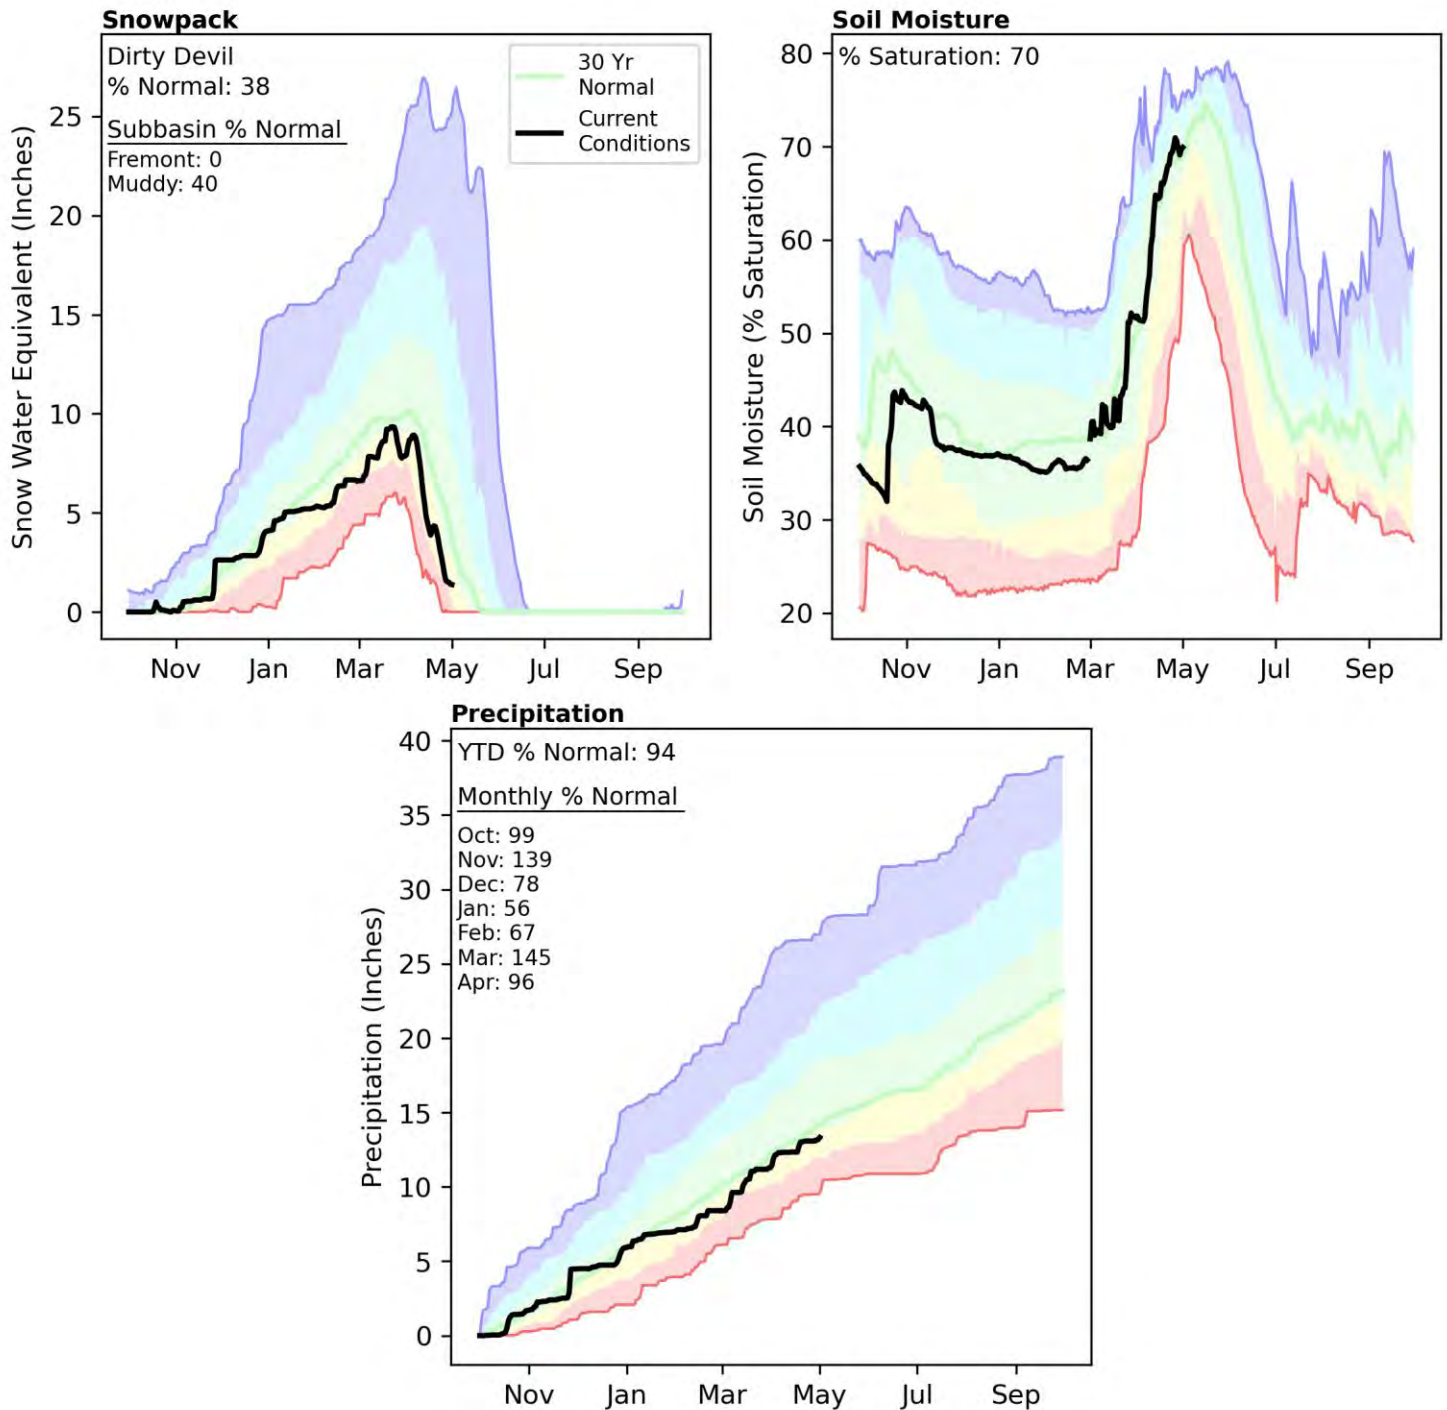 Snowpack
Dirty Devil
% Normal: 38
Subbasin % Normal
Fremont: 0
Muddy: 40
30 Yr
Normal
Current
Conditions
Snow Water Equivalent (Inches)
25
20
15
10
5
0
Nov Jan Mar May Jul Sep
Soil Moisture
% Saturation: 70
Soil Moisture (% Saturation)
80
70
60
50
40
30
20
Nov Jan Mar May Jul Sep
Precipitation
YTD % Normal: 94
Monthly % Normal
Oct: 99
Nov: 139
Dec: 78
Jan: 56
Feb: 67
Mar: 145
Apr: 96
Precipitation (Inches)
40
35
30
25
20
15
10
5
0
Nov Jan Mar May Jul Sep